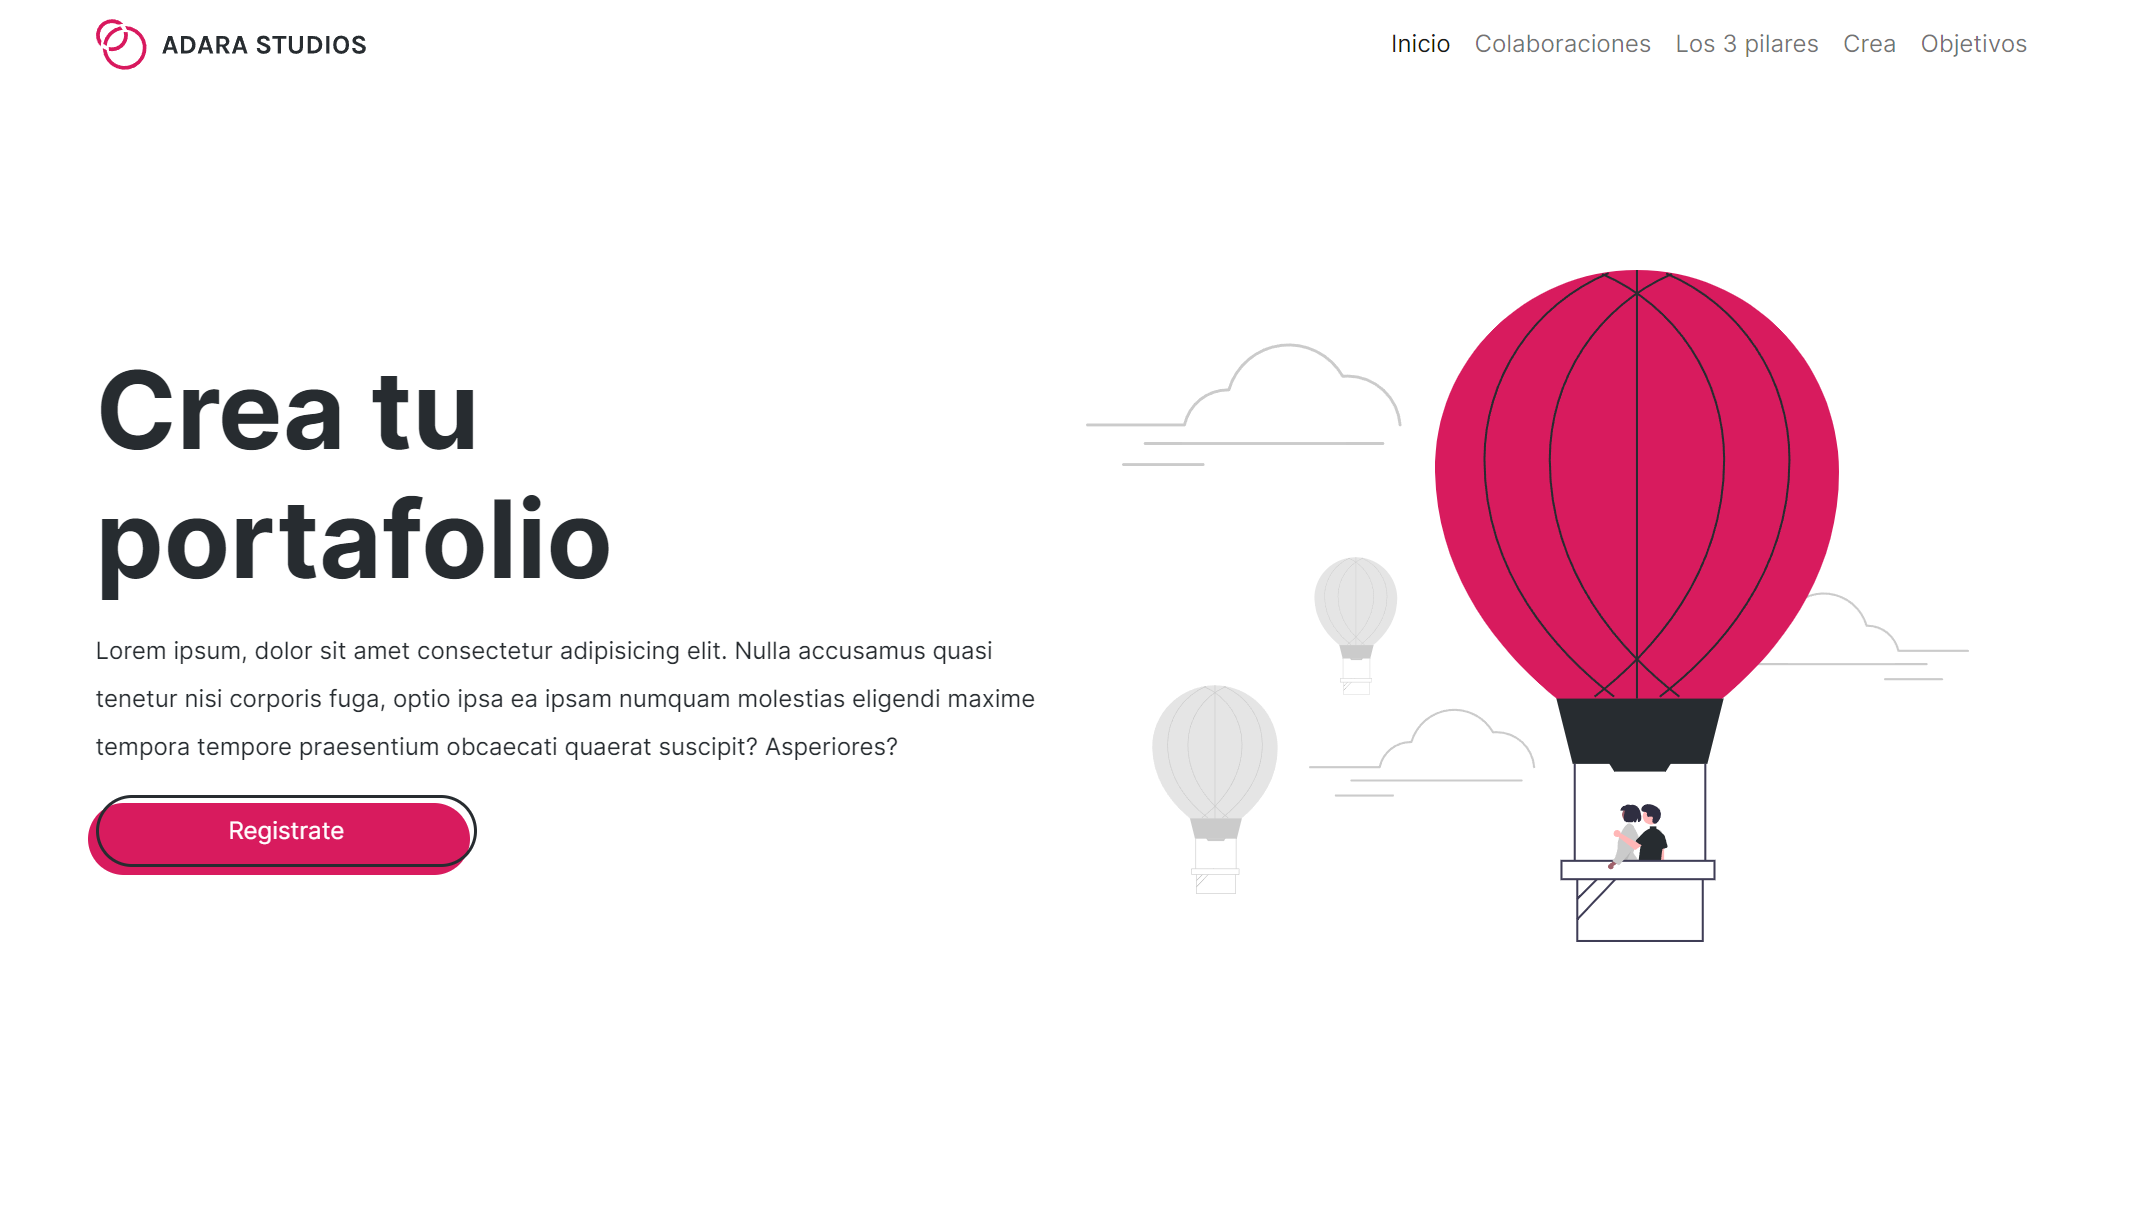 ADARA STUDIOS
Inicio Colaboraciones Los 3 pilares Crea Objetivos
Crea tu
portafolio
Lorem ipsum, dolor sit amet consectetur adipisicing elit. Nulla accusamus quasi
tenetur nisi corporis fuga, optio ipsa ea ipsam numquam molestias eligendi maxime
tempora tempore praesentium obcaecati quaerat suscipit? Asperiores?
Registrate